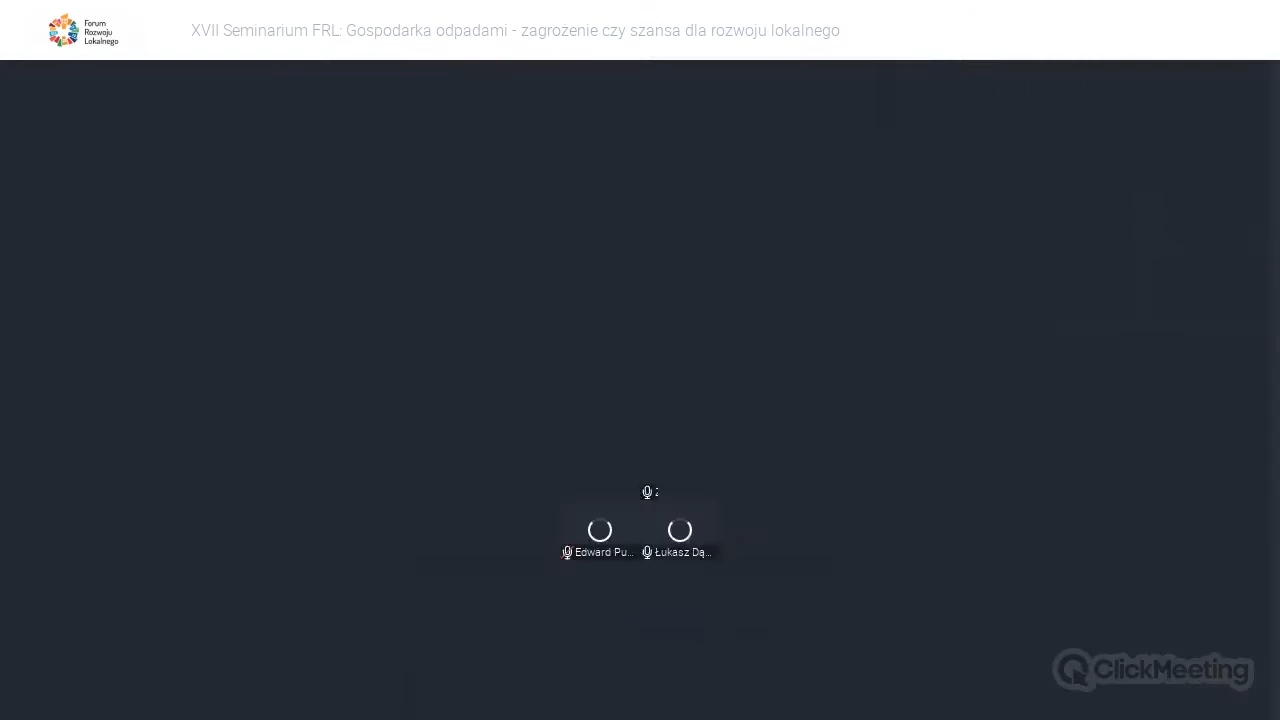 Forum
Rozwoju
Lokalnego
XVII Seminarium FRL: Gospodarka odpadami - zagrożenie czy szansa dla rozwoju lokalnego
Edward Pu...
Łukasz Dą...
ClickMeeting